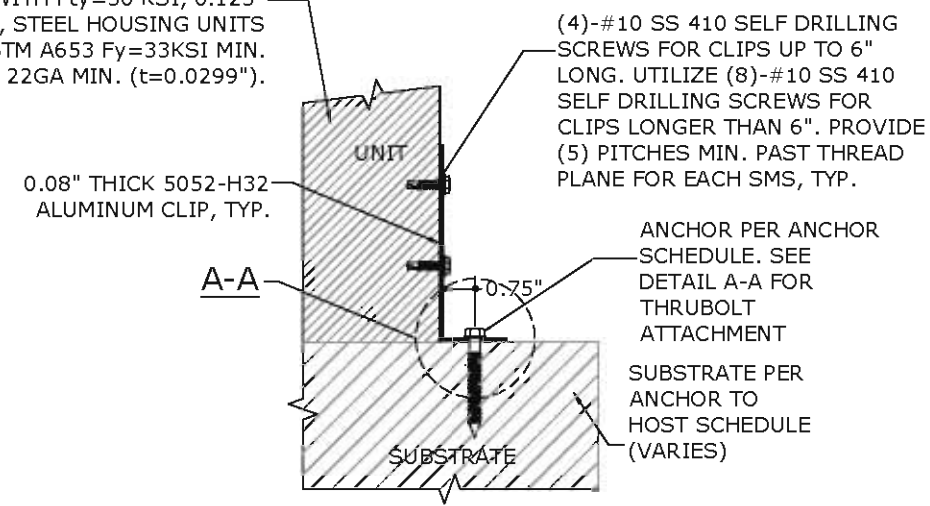 KSI, 0.125"
, STEEL HOUSING UNITS
STM A653 Fy=33KSI MIN.
22GA MIN. (t=0.0299").
0.08" THICK 5052-H32
ALUMINUM CLIP, TYP.
A-A
UNIT
0.75"
SUBSTRATE
(4)-#10 SS 410 SELF DRILLING
SCREWS FOR CLIPS UP TO 6"
LONG. UTILIZE (8)-#10 SS 410
SELF DRILLING SCREWS FOR
CLIPS LONGER THAN 6". PROVIDE
(5) PITCHES MIN. PAST THREAD
PLANE FOR EACH SMS, TYP.
ANCHOR PER ANCHOR
SCHEDULE. SEE
DETAIL A-A FOR
THRUBOLT
ATTACHMENT
SUBSTRATE PER
ANCHOR TO
HOST SCHEDULE
(VARIES)